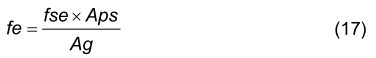 fe = fse × Aps / Ag (17)